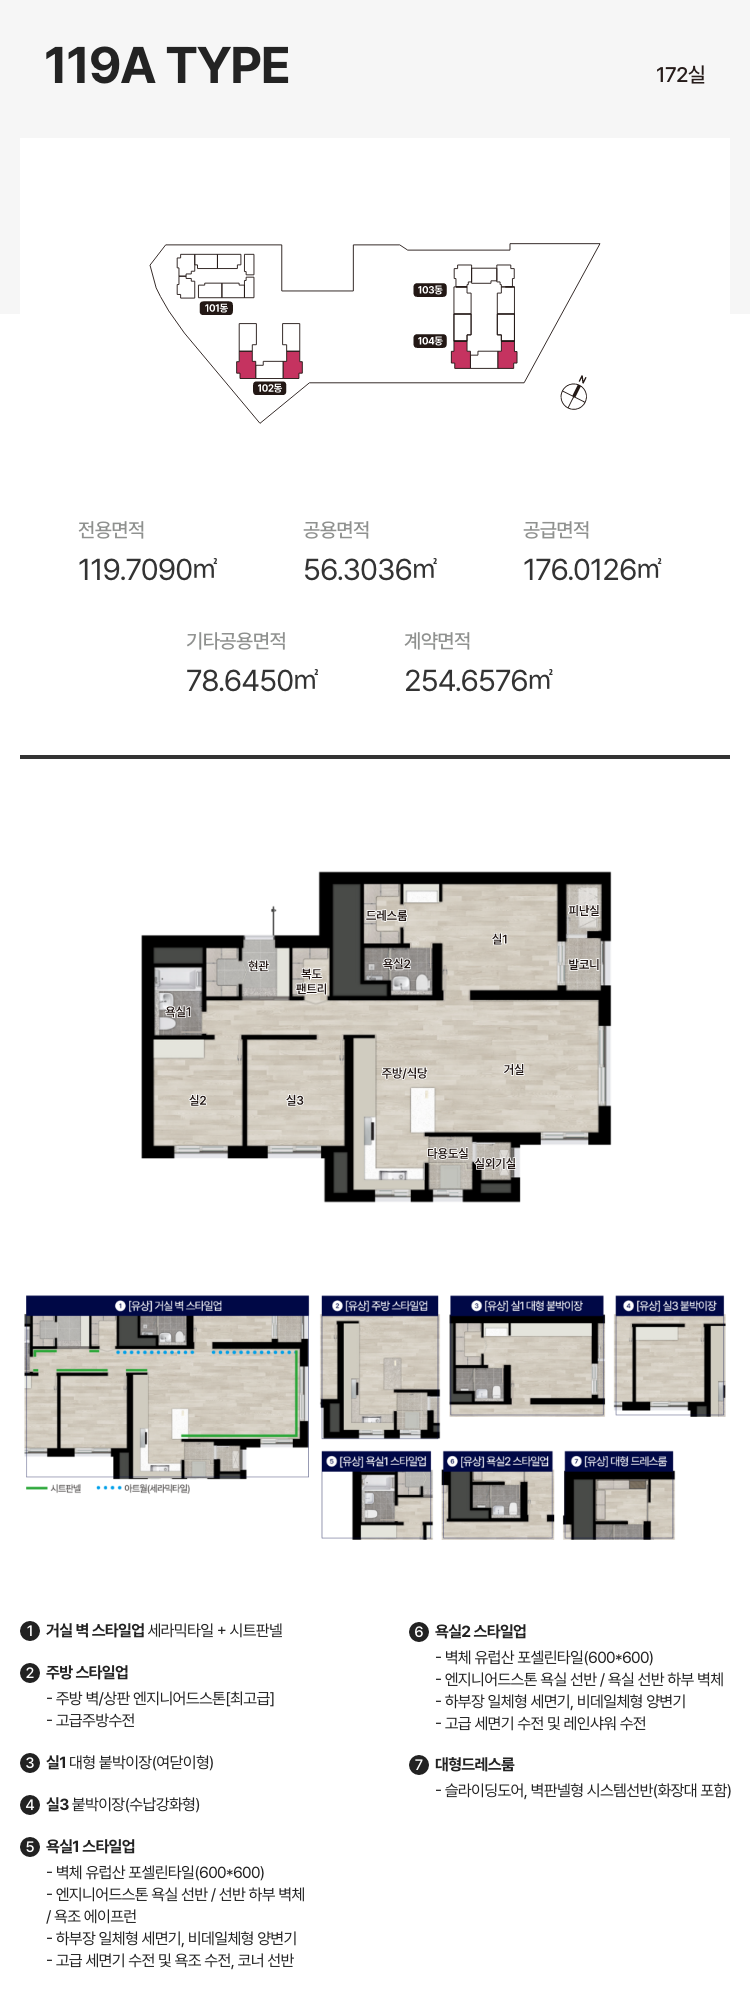 119A TYPE
172실
101동
103동
104동
102동
N
전용면적
공용면적
공급면적
119.7090㎡
56.3036㎡
176.0126㎡
기타공용면적
계약면적
78.6450㎡
254.6576㎡
드레스룸
피난실
실1
현관
욕실2
발코니
복도
팬트리
욕실1
주방/식당
거실
실2
실3
다용도실
실외기실
1 [유상] 거실 벽 스타일업
2 [유상] 주방 스타일업
3 [유상] 실1 대형 붙박이장
4 [유상] 실3 붙박이장
5 [유상] 욕실1 스타일업
6 [유상] 욕실2 스타일업
7 [유상] 대형 드레스룸
시트판넬
아트월(세라믹타일)
1 거실 벽 스타일업 세라믹타일 + 시트판넬
2 주방 스타일업
- 주방 벽/상판 엔지니어드스톤[최고급]
- 고급주방수전
3 실1 대형 붙박이장(여닫이형)
4 실3 붙박이장(수납강화형)
5 욕실1 스타일업
- 벽체 유럽산 포셀린타일(600*600)
- 엔지니어드스톤 욕실 선반 / 선반 하부 벽체
/ 욕조 에이프런
- 하부장 일체형 세면기, 비데일체형 양변기
- 고급 세면기 수전 및 욕조 수전, 코너 선반
6 욕실2 스타일업
- 벽체 유럽산 포셀린타일(600*600)
- 엔지니어드스톤 욕실 선반 / 욕실 선반 하부 벽체
- 하부장 일체형 세면기, 비데일체형 양변기
- 고급 세면기 수전 및 레인샤워 수전
7 대형드레스룸
- 슬라이딩도어, 벽판넬형 시스템선반(화장대 포함)